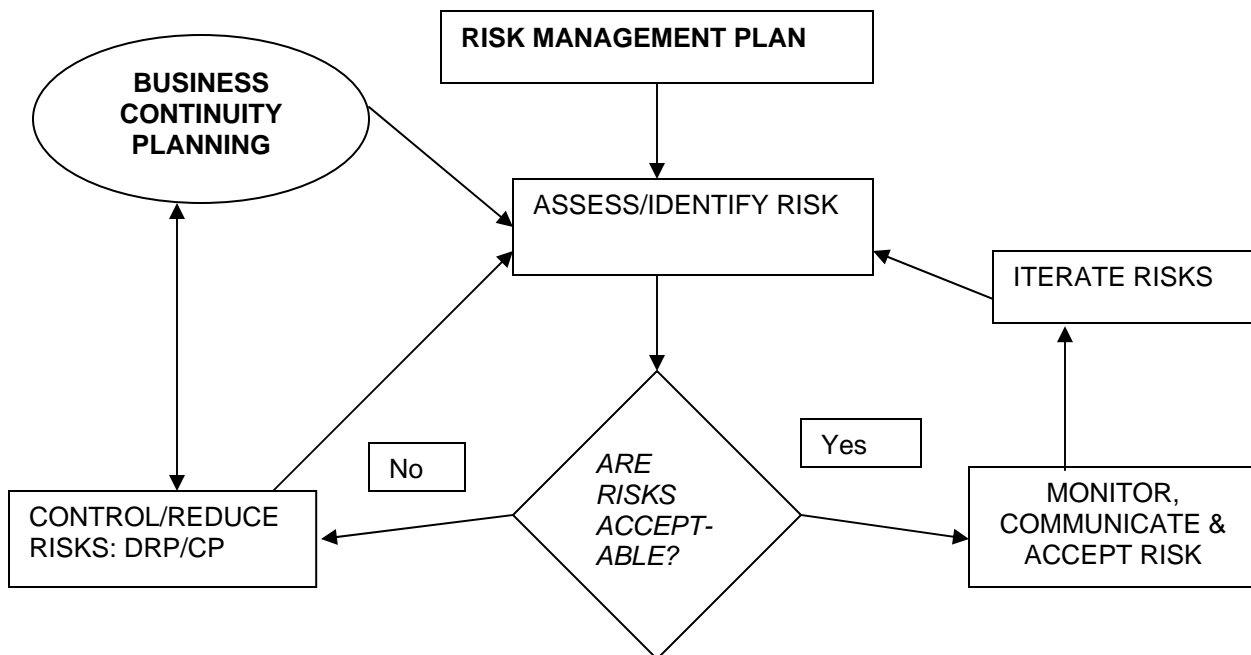 RISK MANAGEMENT PLAN
BUSINESS
CONTINUITY
PLANNING
ASSESS/IDENTIFY RISK
ITERATE RISKS
No
Yes
ARE
RISKS
ACCEPT-
ABLE?
CONTROL/REDUCE
RISKS: DRP/CP
MONITOR,
COMMUNICATE &
ACCEPT RISK